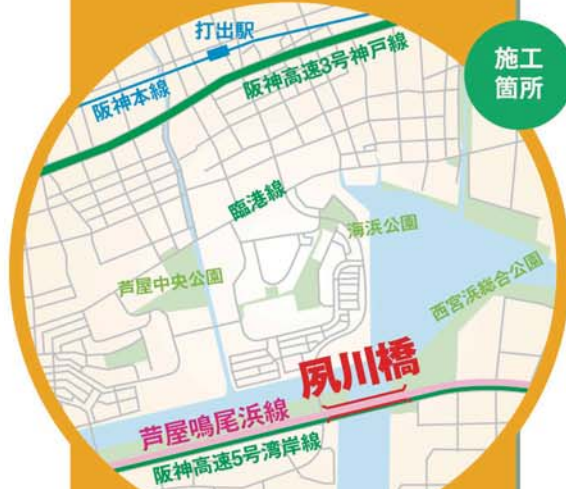 打出駅
施工
箇所
阪神本線
阪神高速3号神戸線
臨港線
海浜公園
芦屋中央公園
西宮浜総合公園
夙川橋
芦屋鳴尾浜線
阪神高速5号湾岸線